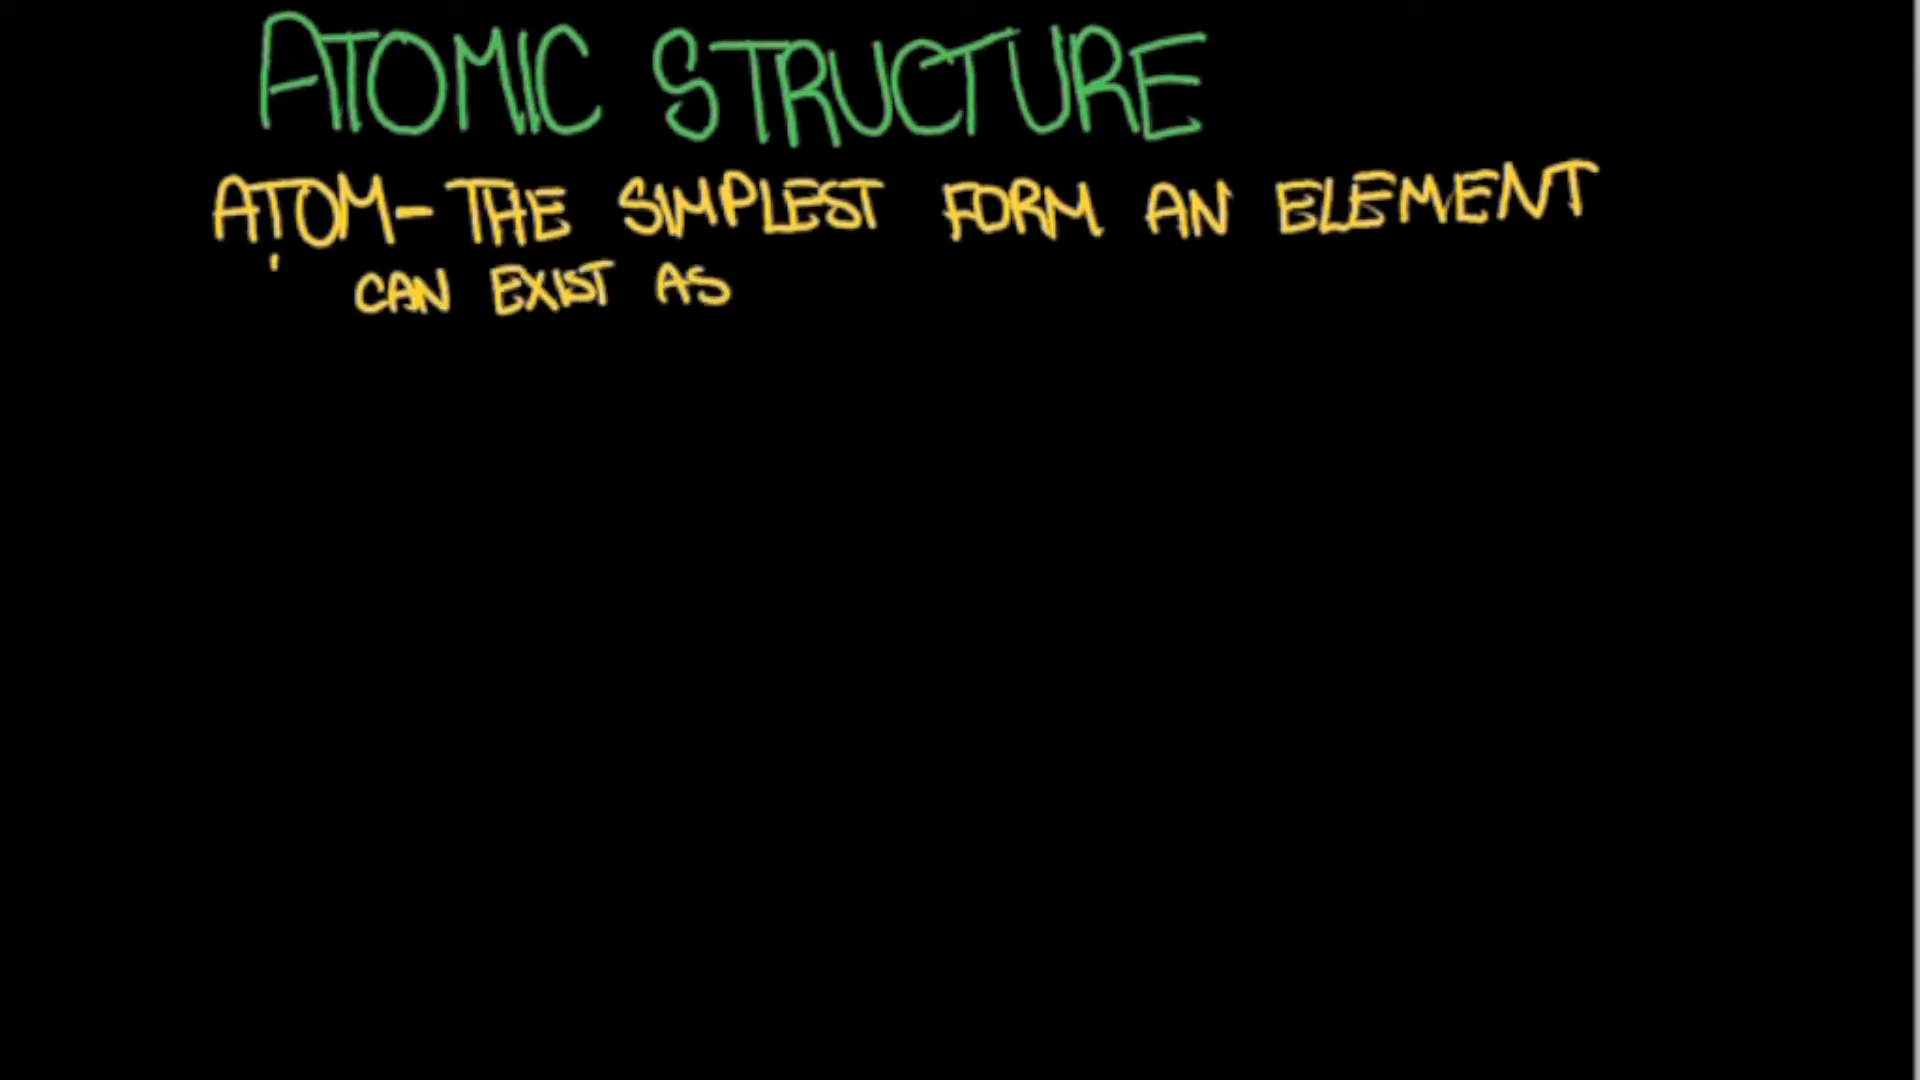 ATOMIC STRUCTURE
ATOM - THE SIMPLEST FORM AN ELEMENT
CAN EXIST AS